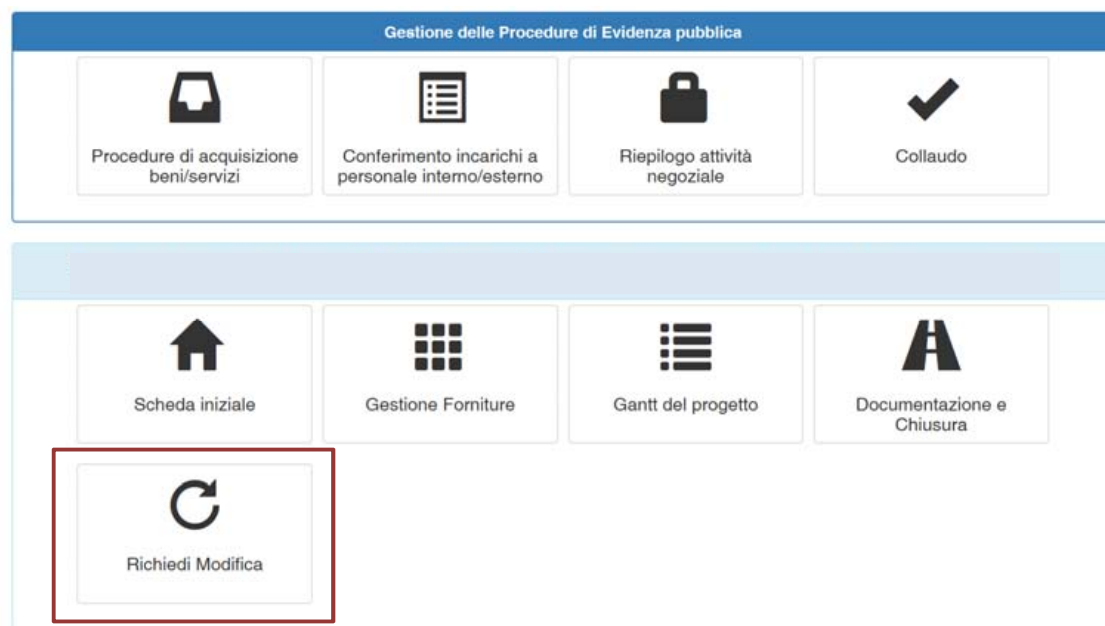 Gestione delle Procedure di Evidenza pubblica
Procedure di acquisizione
beni/servizi
Conferimento incarichi a
personale interno/esterno
Riepilogo attività
negoziale
Collaudo
Scheda iniziale
Gestione Forniture
Gantt del progetto
Documentazione e
Chiusura
Richiedi Modifica